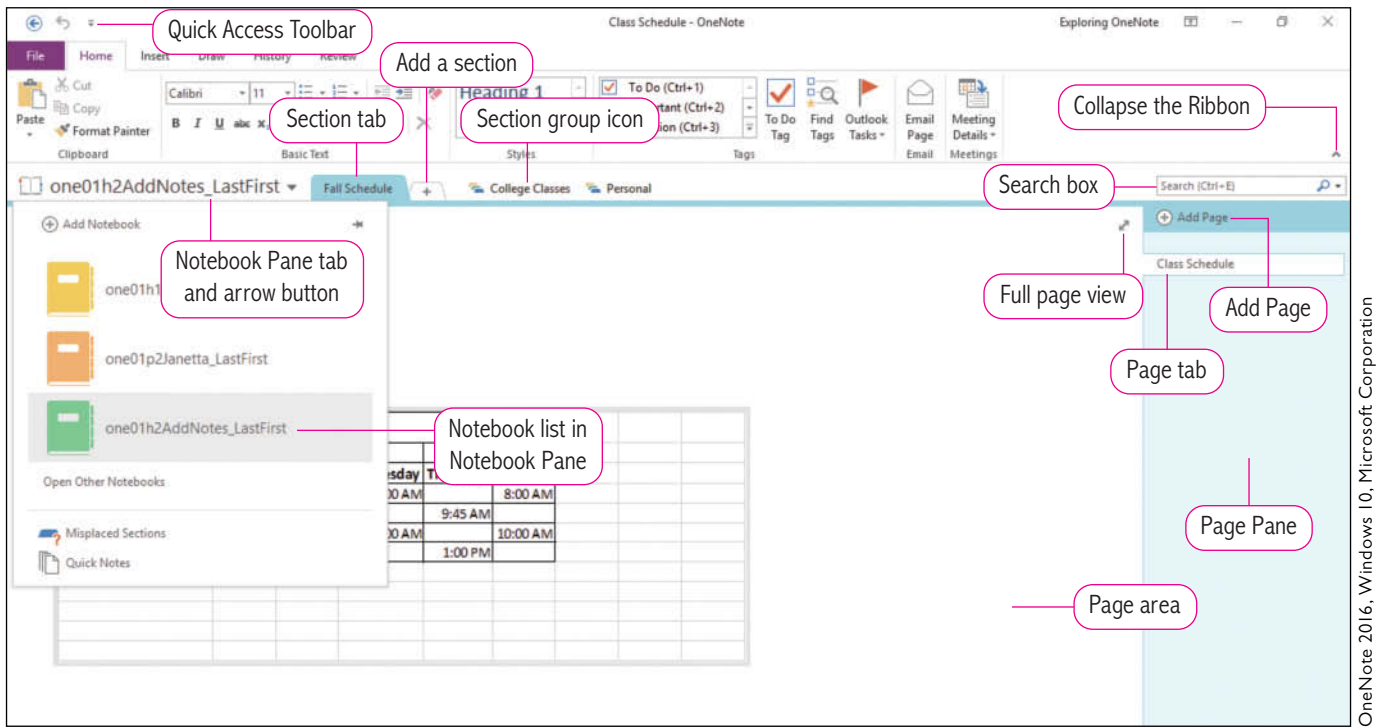 Class Schedule - OneNote
Exploring OneNote
Quick Access Toolbar
File Home Insert Draw History Review
Add a section
Cut
Copy
Paste
Format Painter
Clipboard
Calibri 11
B I U abc
Basic Text
Section tab
Heading 1
Section group icon
Styles
To Do (Ctrl+1)
(Ctrl+2)
(Ctrl+3)
Tags
To Do
Tag
Find
Tags
Outlook
Tasks
Email
Page
Email
Meeting
Details
Meetings
Collapse the Ribbon
one01h2AddNotes_LastFirst
Fall Schedule
+
College Classes
Personal
Search box
Search (Ctrl+E)
Add Notebook
Add Page
Notebook Pane tab
and arrow button
one01h1
Class Schedule
Full page view
Add Page
one01p2Janetta_LastFirst
Page tab
one01h2AddNotes_LastFirst
Notebook list in
Notebook Pane
Open Other Notebooks
8:00 AM
9:45 AM
10:00 AM
1:00 PM
Misplaced Sections
Quick Notes
Page Pane
Page area
OneNote 2016, Windows 10, Microsoft Corporation